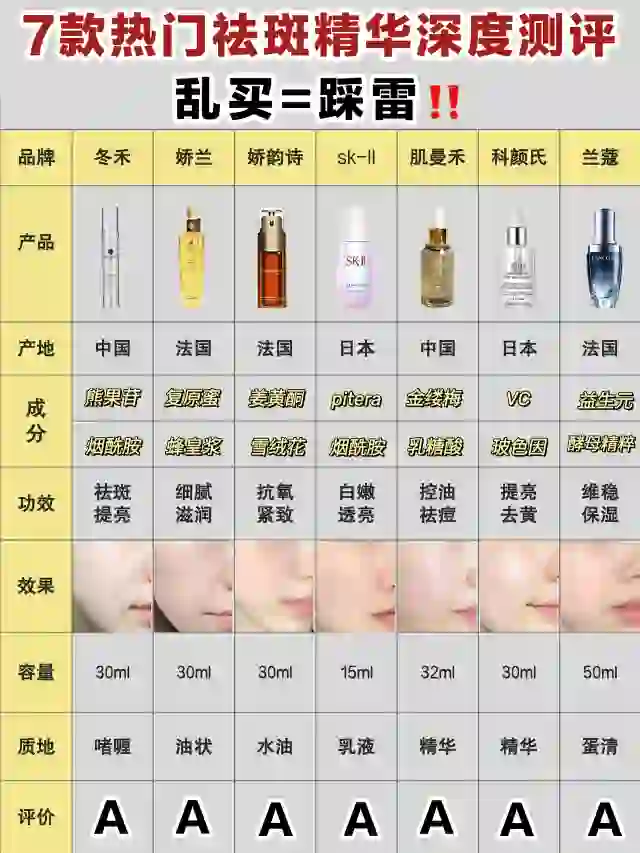 7款热门祛斑精华深度测评
乱买=踩雷‼️
品牌 冬禾 娇兰 娇韵诗 sk-II 肌曼禾 科颜氏 兰蔻
产品
SK-II
LANCOME
产地 中国 法国 法国 日本 中国 日本 法国
成分 熊果苷 复原蜜 姜黄酮 pitera 金缕梅 VC 益生元
烟酰胺 蜂皇浆 雪绒花 烟酰胺 乳糖酸 玻色因 酵母精粹
功效 祛斑 细腻 抗氧 白嫩 控油 提亮 维稳
提亮 滋润 紧致 透亮 祛痘 去黄 保湿
效果
容量 30ml 30ml 30ml 15ml 32ml 30ml 50ml
质地 啫喱 油状 水油 乳液 精华 精华 蛋清
评价 A A A A A A A